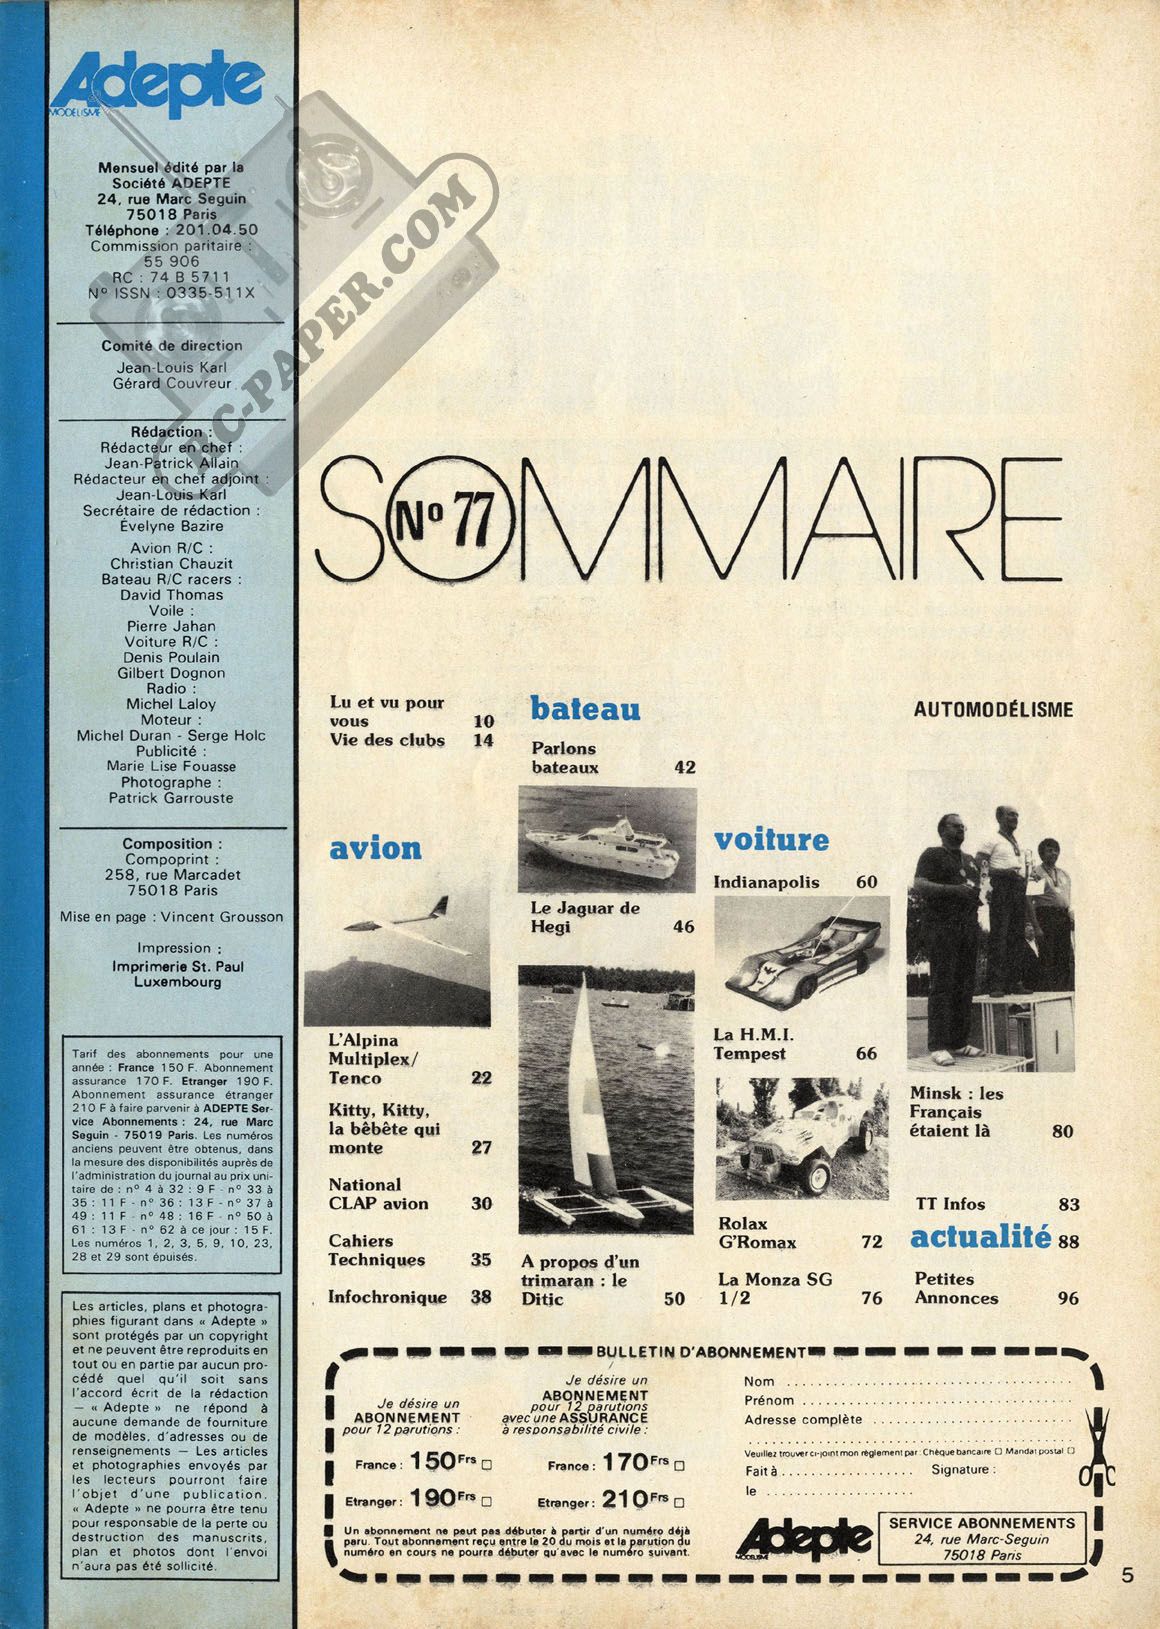 Adepte
MODELISME
Mensuel édité par la
Société ADEPTE
24, rue Marc Seguin
75018 Paris
Téléphone : 201.04.50
Commission paritaire :
55 906
RC : 74 B 5711
Nº ISSN : 0335-511X
Comité de direction
Jean-Louis Karl
Gérard Couvreur
Rédaction :
Rédacteur en chef :
Jean-Patrick Allain
Rédacteur en chef adjoint :
Jean-Louis Karl
Secrétaire de rédaction :
Évelyne Bazire
Avion R/C :
Christian Chauzit
Bateau R/C racers :
David Thomas
Voile :
Pierre Jahan
Voiture R/C :
Denis Poulain
Gilbert Dognon
Radio :
Michel Laloy
Moteur :
Michel Duran - Serge Holc
Publicité :
Marie Lise Fouasse
Photographe :
Patrick Garrouste
Composition :
Compoprint :
258, rue Marcadet
75018 Paris
Mise en page : Vincent Grousson
Impression :
Imprimerie St. Paul
Luxembourg
Tarif des abonnements pour une
année : France 150 F. Abonnement
assurance 170 F. Etranger 190 F.
Abonnement assurance étranger
210 F à faire parvenir à ADEPTE Ser-
vice Abonnements : 24, rue Marc
Seguin - 75019 Paris. Les numéros
anciens peuvent être obtenus, dans
la mesure des disponibilités auprès de
l'administration du journal au prix uni-
taire de : nº 4 à 32 : 9 F - nº 33 à
35 : 11 F - nº 36 : 13 F - nº 37 à
49 : 11 F - nº 48 : 16 F - nº 50 à
61 : 13 F - nº 62 à ce jour : 15 F.
Les numéros 1, 2, 3, 5, 9, 10, 23,
28 et 29 sont épuisés.
Les articles, plans et photogra-
phies figurant dans « Adepte »
sont protégés par un copyright
et ne peuvent être reproduits en
tout ou en partie par aucun pro-
cédé quel qu'il soit sans
l'accord écrit de la rédaction
— « Adepte » ne répond à
aucune demande de fourniture
de modèles, d'adresses ou de
renseignements — Les articles
et photographies envoyés par
les lecteurs pourront faire
l'objet d'une publication.
« Adepte » ne pourra être tenu
pour responsable de la perte ou
destruction des manuscrits,
plan et photos dont l'envoi
n'aura pas été sollicité.
RC-PAPER.COM
SOMMAIRE
Nº 77
Lu et vu pour
vous 10
Vie des clubs 14
avion
L'Alpina
Multiplex/
Tenco 22
Kitty, Kitty,
la bêbête qui
monte 27
National
CLAP avion 30
Cahiers
Techniques 35
Infochronique 38
bateau
Parlons
bateaux 42
Le Jaguar de
Hegi 46
A propos d'un
trimaran : le
Ditic 50
voiture
Indianapolis 60
La H.M.I.
Tempest 66
Rolax
G'Romax 72
La Monza SG
1/2 76
AUTOMODÉLISME
Minsk : les
Français
étaient là 80
TT Infos 83
actualité 88
Petites
Annonces 96
BULLETIN D'ABONNEMENT
Je désire un
ABONNEMENT
pour 12 parutions :
France : 150 Frs
Etranger : 190 Frs
Je désire un
ABONNEMENT
pour 12 parutions
avec une ASSURANCE
à responsabilité civile :
France : 170 Frs
Etranger : 210 Frs
Un abonnement ne peut pas débuter à partir d'un numéro déjà
paru. Tout abonnement reçu entre le 20 du mois et la parution du
numéro en cours ne pourra débuter qu'avec le numéro suivant.
Nom
Prénom
Adresse complète
Veuillez trouver ci-joint mon règlement par : Chèque bancaire □ Mandat postal □
Fait à Signature :
le
Adepte
MODELISME
SERVICE ABONNEMENTS
24, rue Marc-Seguin
75018 Paris
5